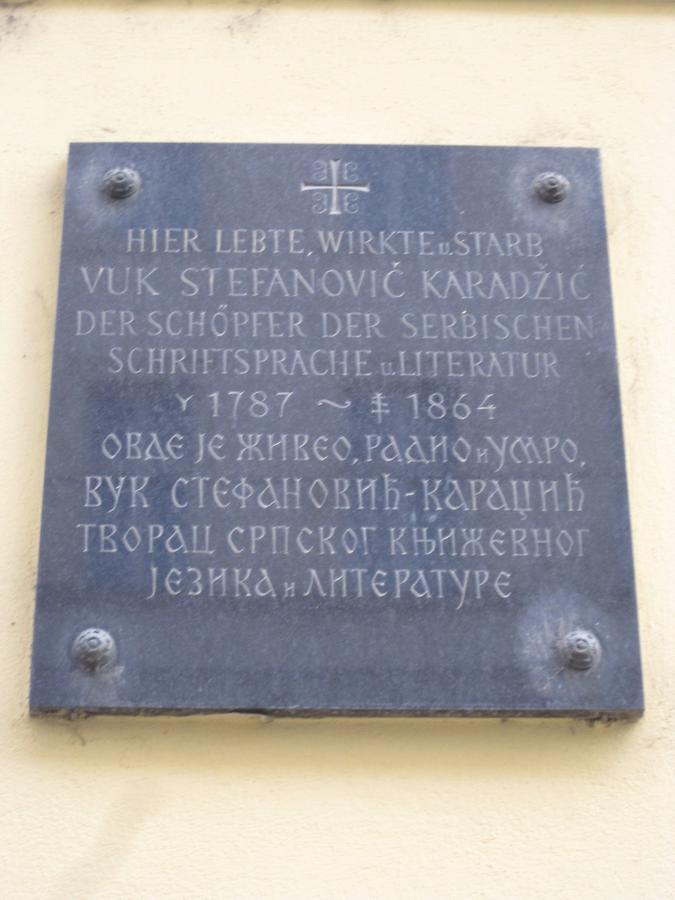 HIER LEBTE, WIRKTE u. STARB
VUK STEFANOVIČ KARADŽIĆ
DER SCHÖPFER DER SERBISCHEN
SCHRIFTSPRACHE u. LITERATUR
1787 ~ 1864
ОВДЕ ЈЕ ЖИВЕО, РАДИО и УМРО,
ВУК СТЕФАНОВИЋ-КАРАЏИЋ
ТВОРАЦ СРПСКОГ КЊИЖЕВНОГ
ЈЕЗИКА и ЛИТЕРАТУРЕ